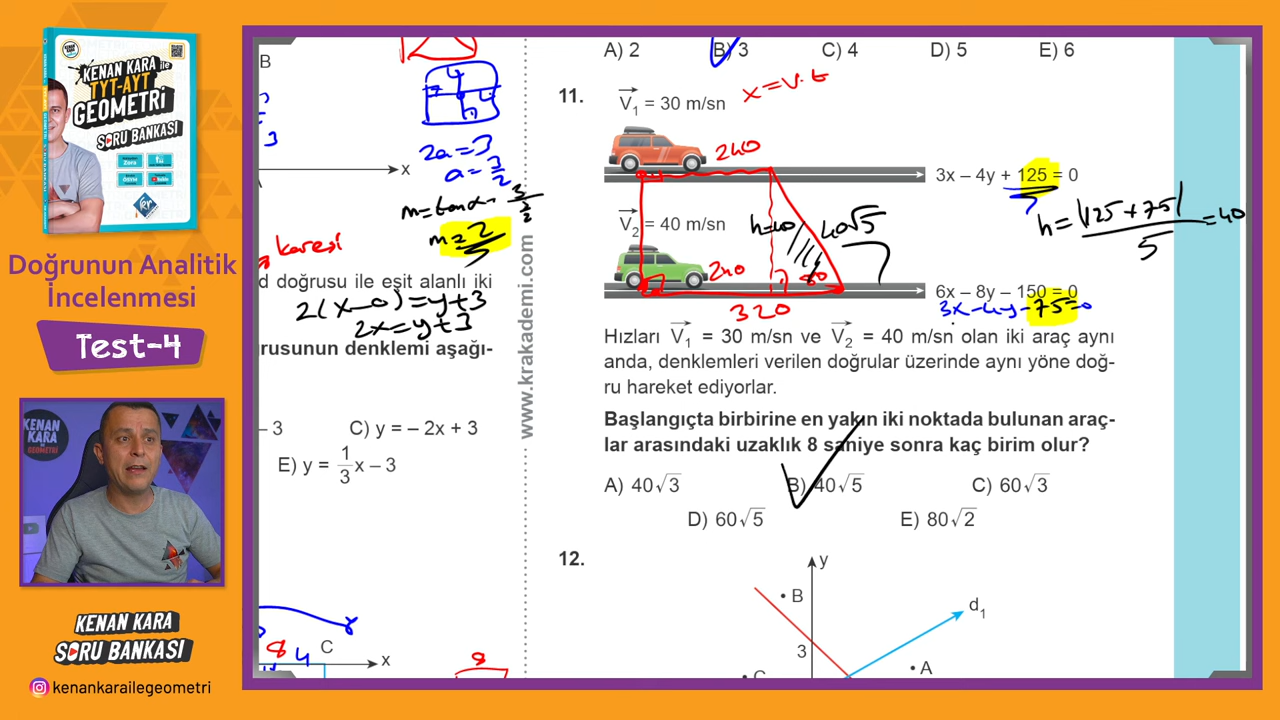 KENAN KARA ile
TYT-AYT
GEOMETRİ
SORU BANKASI
Doğrunun Analitik
İncelenmesi
Test-4
KENAN KARA
SORU BANKASI
kenankarailegeometri
B
3
x
2a = 3
a = 3/2
m = 2
karesi
d doğrusu ile eşit alanlı iki
2(x-0) = y+3
2x = y+3
rusunun denklemi aşağı-
– 3
C) y = – 2x + 3
E) y = 1/3 x – 3
8
4
C
x
8
www.krakademi.com
A) 2 B) 3 C) 4 D) 5 E) 6
11.
V1 = 30 m/sn
x = v.t
240
3x – 4y + 125 = 0
V2 = 40 m/sn
h=40
40√5
h = |125 + 75| / 5 = 40
240
80
6x – 8y – 150 = 0
320
3x - 4y - 75 = 0
Hızları V1 = 30 m/sn ve V2 = 40 m/sn olan iki araç aynı
anda, denklemleri verilen doğrular üzerinde aynı yöne doğ-
ru hareket ediyorlar.
Başlangıçta birbirine en yakın iki noktada bulunan araç-
lar arasındaki uzaklık 8 saniye sonra kaç birim olur?
A) 40√3 B) 40√5 C) 60√3
D) 60√5 E) 80√2
12.
y
B
d1
3
A
C